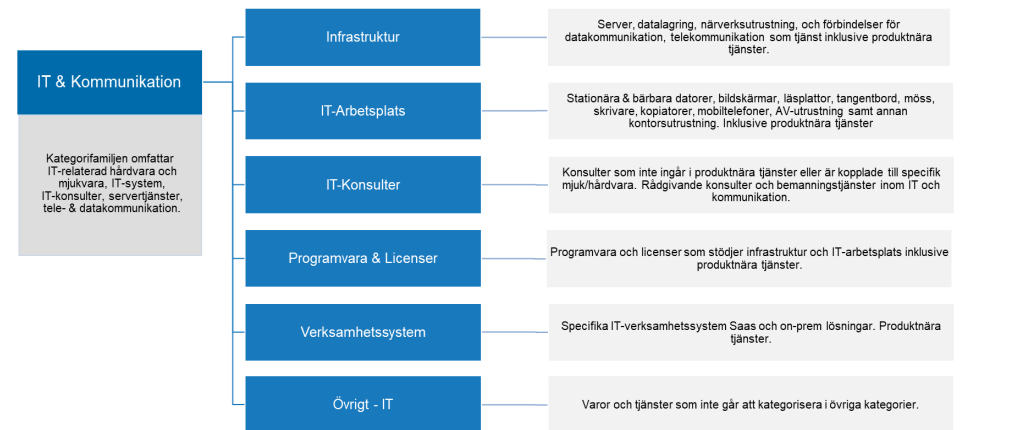 IT & Kommunikation
Kategorifamiljen omfattar
IT-relaterad hårdvara och
mjukvara, IT-system,
IT-konsulter, servertjänster,
tele- & datakommunikation.
Infrastruktur
Server, datalagring, närverksutrustning, och förbindelser för
datakommunikation, telekommunikation som tjänst inklusive produktnära
tjänster.
IT-Arbetsplats
Stationära & bärbara datorer, bildskärmar, läsplattor, tangentbord, möss,
skrivare, kopiatorer, mobiltelefoner, AV-utrustning samt annan
kontorsutrustning. Inklusive produktnära tjänster
IT-Konsulter
Konsulter som inte ingår i produktnära tjänster eller är kopplade till specifik
mjuk/hårdvara. Rådgivande konsulter och bemanningstjänster inom IT och
kommunikation.
Programvara & Licenser
Programvara och licenser som stödjer infrastruktur och IT-arbetsplats inklusive
produktnära tjänster.
Verksamhetssystem
Specifika IT-verksamhetssystem Saas och on-prem lösningar. Produktnära
tjänster.
Övrigt - IT
Varor och tjänster som inte går att kategorisera i övriga kategorier.